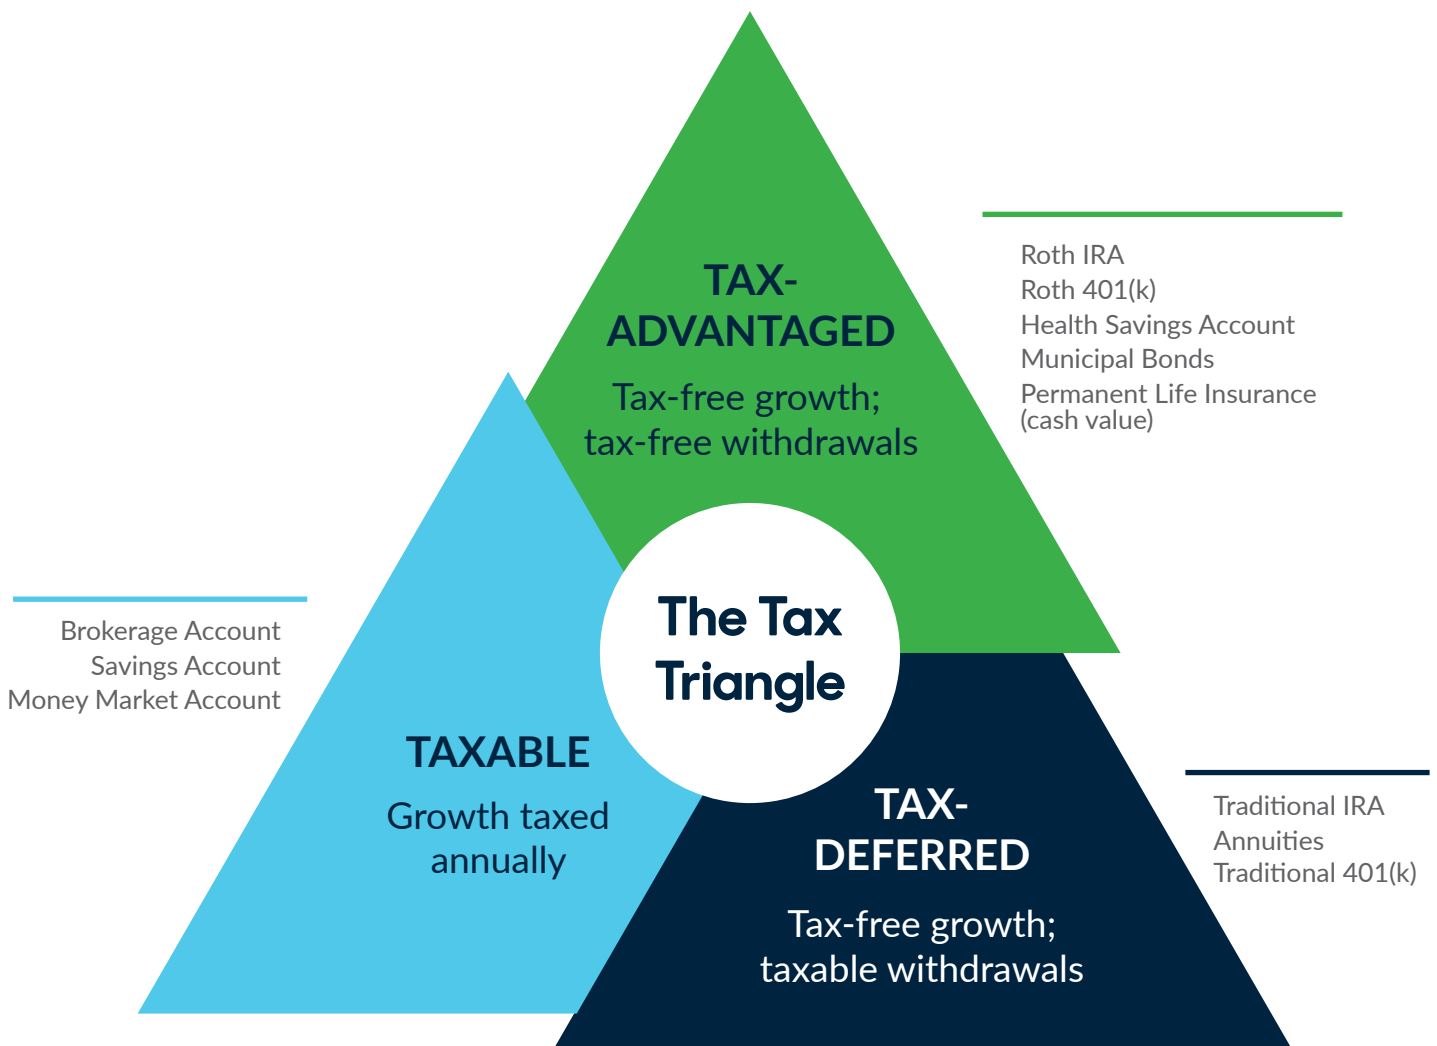 TAX-
ADVANTAGED
Tax-free growth;
tax-free withdrawals
Roth IRA
Roth 401(k)
Health Savings Account
Municipal Bonds
Permanent Life Insurance
(cash value)
The Tax
Triangle
Brokerage Account
Savings Account
Money Market Account
TAXABLE
Growth taxed
annually
TAX-
DEFERRED
Tax-free growth;
taxable withdrawals
Traditional IRA
Annuities
Traditional 401(k)